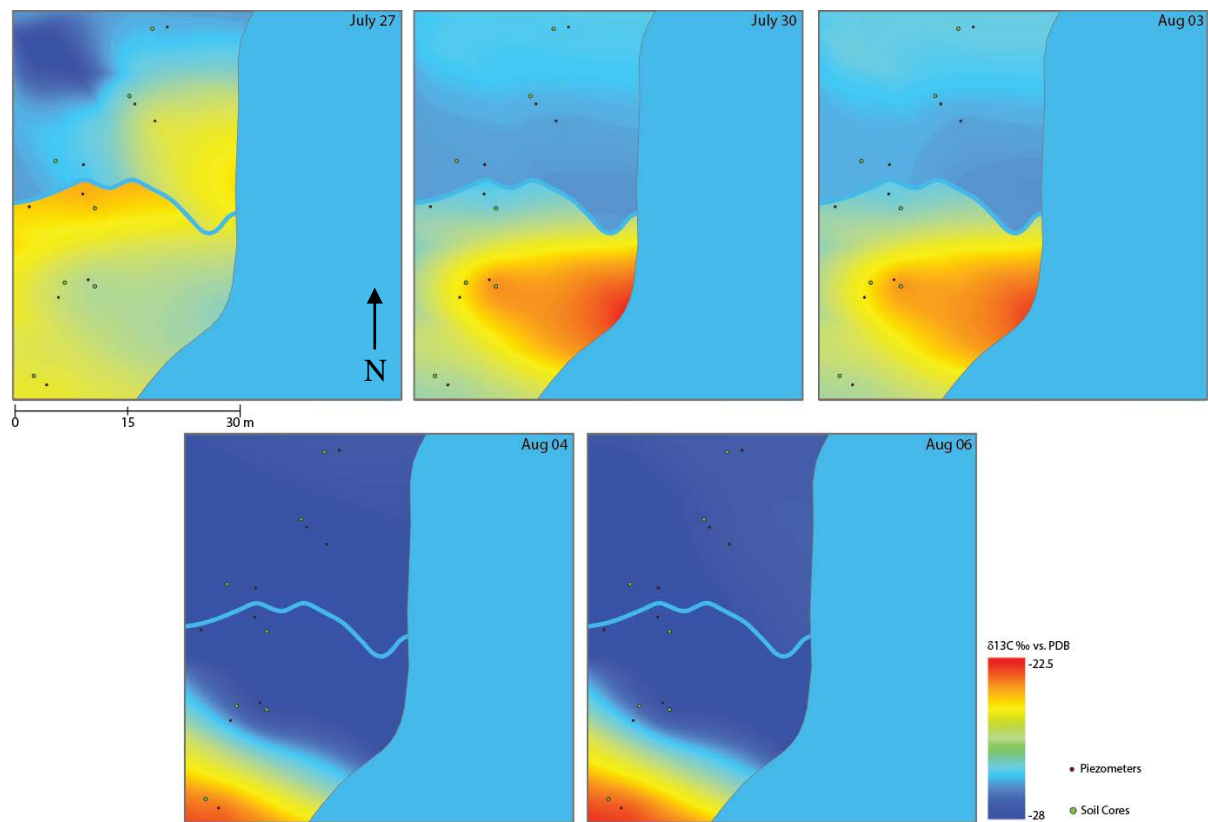 July 27
July 30
Aug 03
N
0 15 30 m
Aug 04
Aug 06
δ13C ‰ vs. PDB
-22.5
-28
Piezometers
Soil Cores